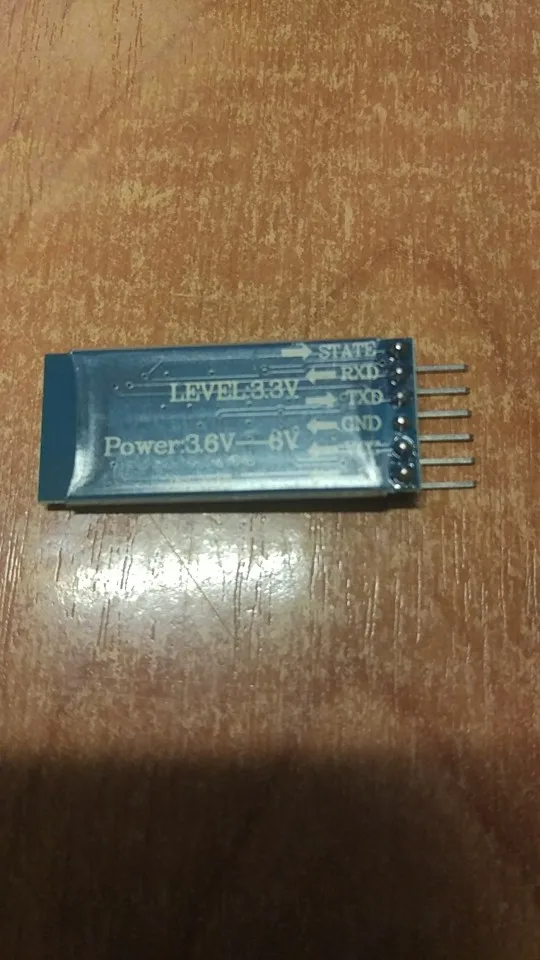 STATE
RXD
LEVEL:3.3V
TXD
GND
Power:3.6V—6V